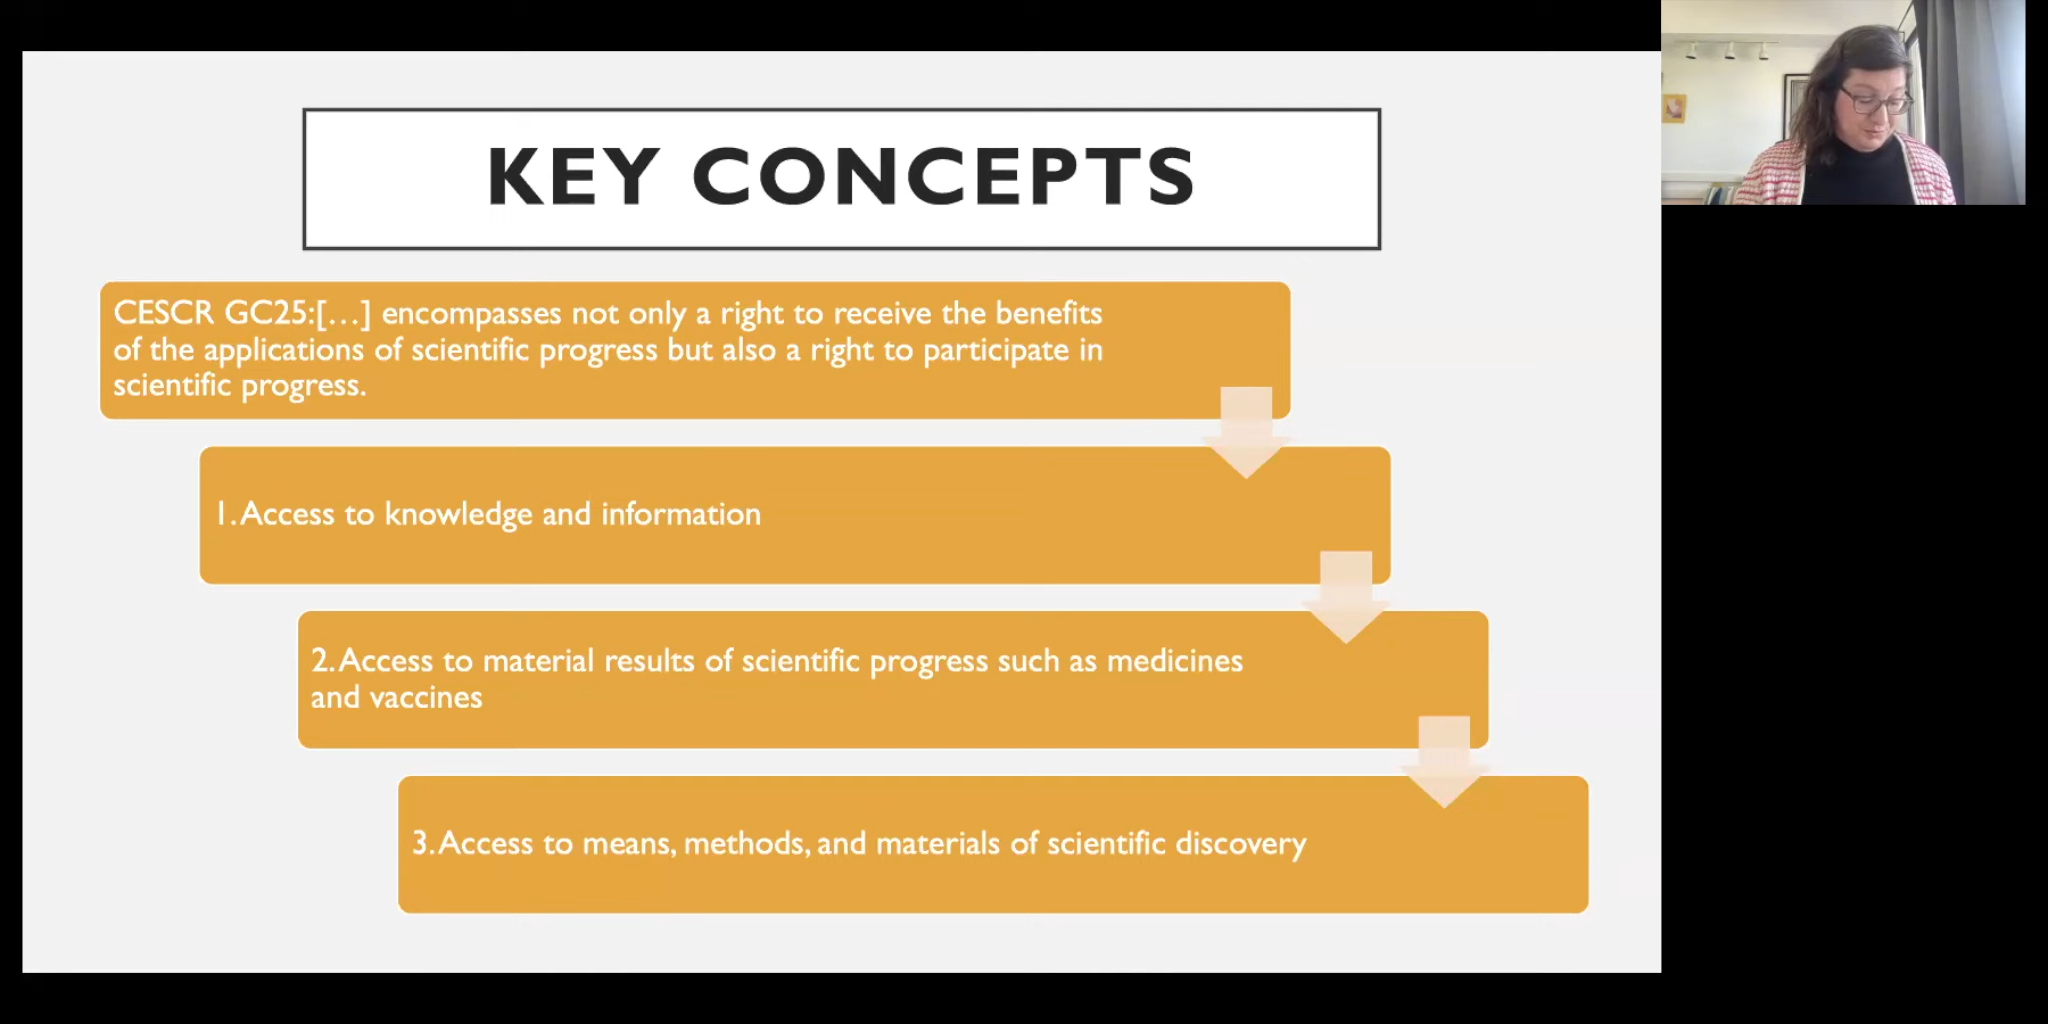 KEY CONCEPTS
CESCR GC25:[…] encompasses not only a right to receive the benefits
of the applications of scientific progress but also a right to participate in
scientific progress.
1. Access to knowledge and information
2. Access to material results of scientific progress such as medicines
and vaccines
3. Access to means, methods, and materials of scientific discovery